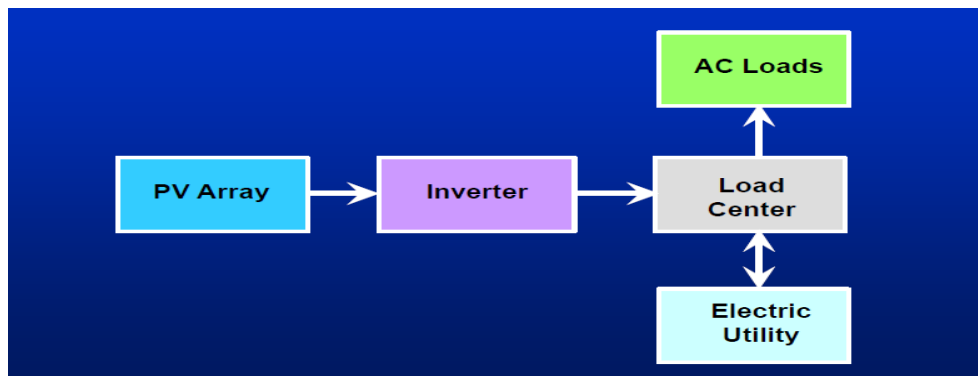 AC Loads
PV Array
Inverter
Load
Center
Electric
Utility